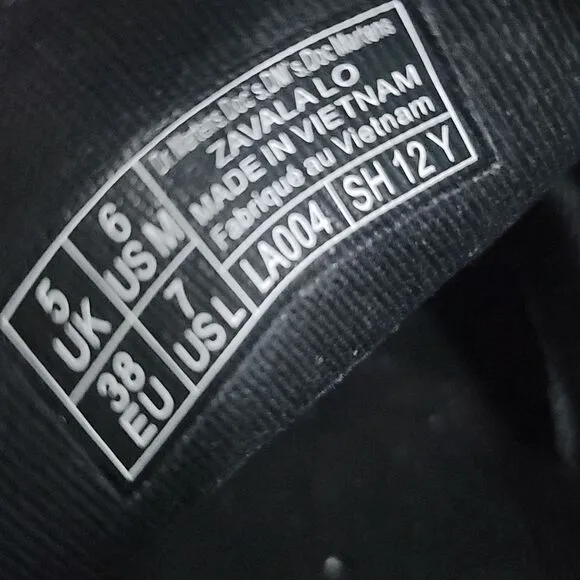 Dr Martens Doc's DM's Doc Martens
ZAVALA LO
MADE IN VIETNAM
Fabriqué au Vietnam
5
UK
6
US M
38
EU
7
US L
LA004
SH 12 Y